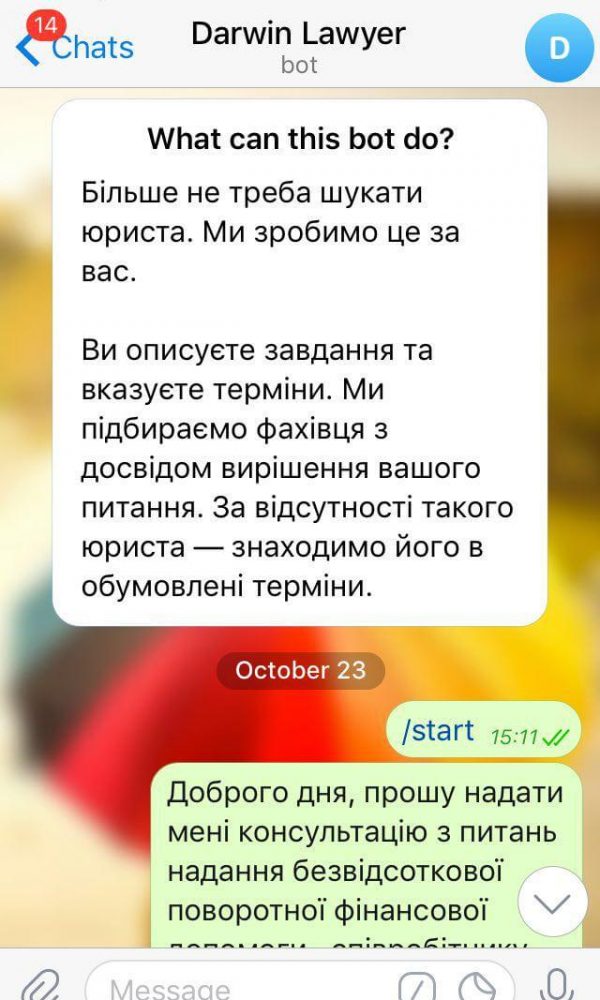 14
Chats
Darwin Lawyer
bot
D
What can this bot do?
Більше не треба шукати
юриста. Ми зробимо це за
вас.
Ви описуєте завдання та
вказуєте терміни. Ми
підбираємо фахівця з
досвідом вирішення вашого
питання. За відсутності такого
юриста — знаходимо його в
обумовлені терміни.
October 23
/start 15:11
Доброго дня, прошу надати
мені консультацію з питань
надання безвідсоткової
поворотної фінансової
допомоги співробітнику
Message